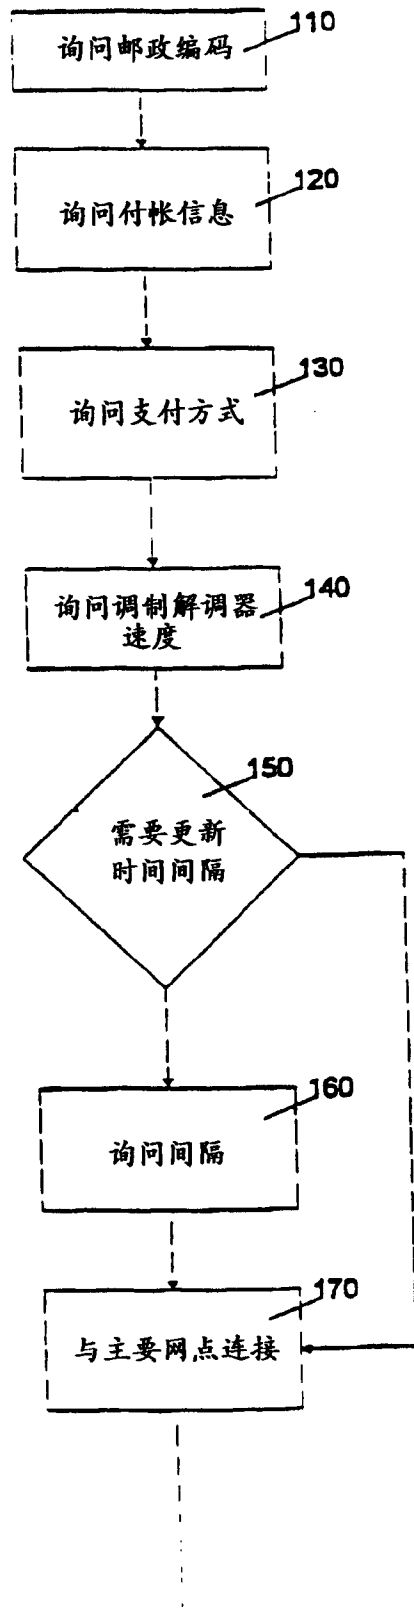 110
询问邮政编码
120
询问付帐信息
130
询问支付方式
140
询问调制解调器
速度
150
需要更新
时间间隔
160
询问间隔
170
与主要网点连接